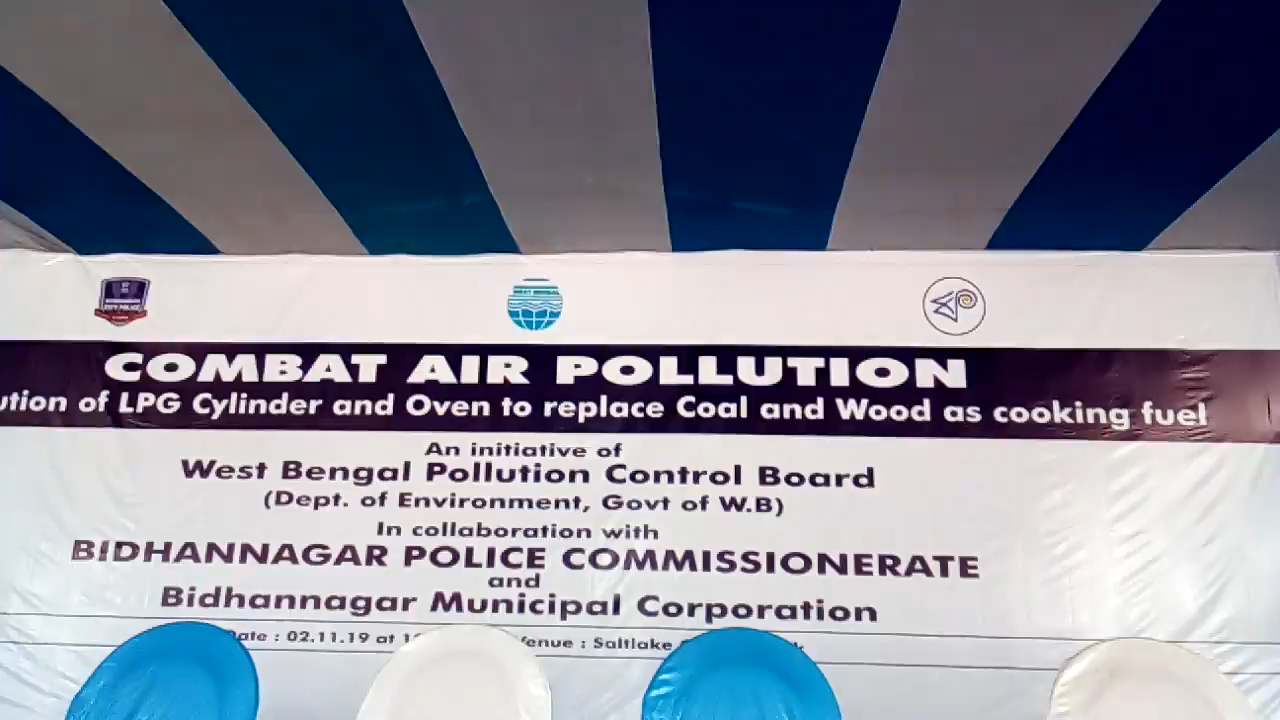 WEST BENGAL
COMBAT AIR POLLUTION
ution of LPG Cylinder and Oven to replace Coal and Wood as cooking fuel
An initiative of
West Bengal Pollution Control Board
(Dept. of Environment, Govt of W.B)
In collaboration with
BIDHANNAGAR POLICE COMMISSIONERATE
and
Bidhannagar Municipal Corporation
ate : 02.11.19 at 1 enue : Saltlake